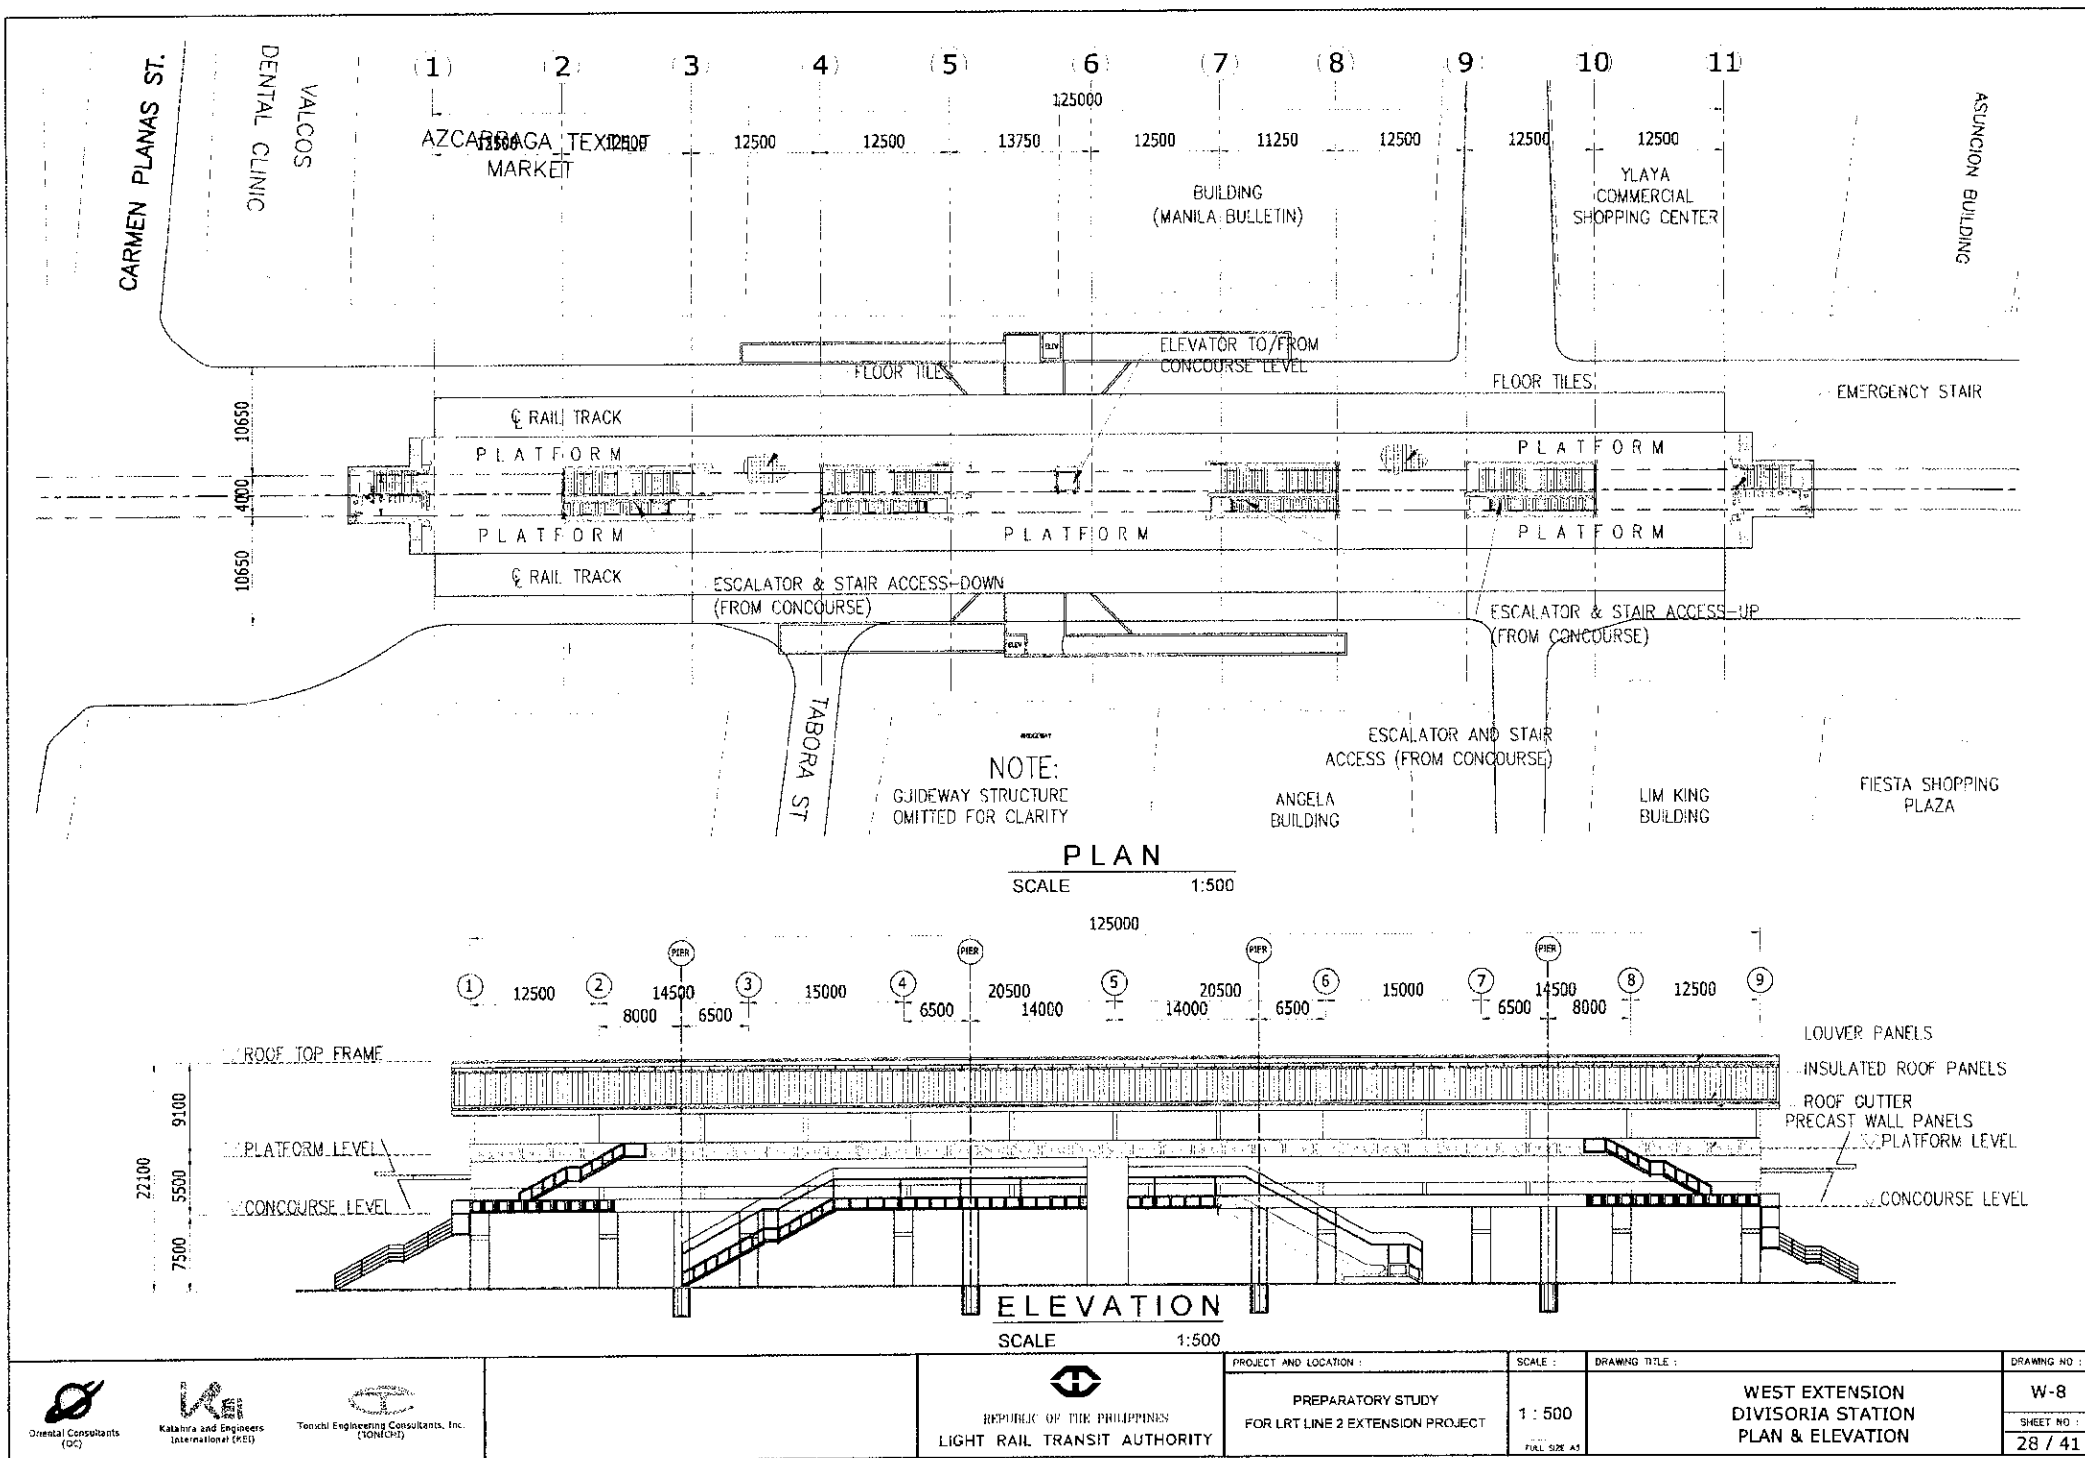 CARMEN PLANAS ST.
VALCOS
DENTAL CLINIC
(1)
(2)
(3)
(4)
(5)
(6)
(7)
(8)
(9)
10
11
125000
AZCARRAGA TEXTILE
MARKET
12500
12500
12500
12500
13750
12500
11250
12500
12500
12500
BUILDING
(MANILA BULLETIN)
YLAYA
COMMERCIAL
SHOPPING CENTER
ASUNCION BUILDING
ELEV
ELEVATOR TO/FROM
CONCOURSE LEVEL
FLOOR TILES
FLOOR TILES
EMERGENCY STAIR
10650
4000
10650
℄ RAIL TRACK
PLATFORM
PLATFORM
PLATFORM
PLATFORM
PLATFORM
℄ RAIL TRACK
ESCALATOR & STAIR ACCESS-DOWN
(FROM CONCOURSE)
ESCALATOR & STAIR ACCESS-UP
(FROM CONCOURSE)
ELEV
TABORA ST
NOTE:
GUIDEWAY STRUCTURE
OMITTED FOR CLARITY
ESCALATOR AND STAIR
ACCESS (FROM CONCOURSE)
ANGELA
BUILDING
LIM KING
BUILDING
FIESTA SHOPPING
PLAZA
PLAN
SCALE 1:500
125000
PIER
PIER
PIER
PIER
1
2
3
4
5
6
7
8
9
12500
14500
15000
20500
20500
15000
14500
12500
8000
6500
6500
14000
14000
6500
6500
8000
ROOF TOP FRAME
PLATFORM LEVEL
CONCOURSE LEVEL
22100
9100
5500
7500
LOUVER PANELS
INSULATED ROOF PANELS
ROOF GUTTER
PRECAST WALL PANELS
PLATFORM LEVEL
CONCOURSE LEVEL
ELEVATION
SCALE 1:500
Oriental Consultants
(OC)
KEI
Katahira and Engineers
International (KEI)
Tonichi Engineering Consultants, Inc.
(TONICHI)
REPUBLIC OF THE PHILIPPINES
LIGHT RAIL TRANSIT AUTHORITY
PROJECT AND LOCATION :
PREPARATORY STUDY
FOR LRT LINE 2 EXTENSION PROJECT
SCALE :
1 : 500
FULL SIZE A3
DRAWING TITLE :
WEST EXTENSION
DIVISORIA STATION
PLAN & ELEVATION
DRAWING NO :
W-8
SHEET NO :
28 / 41